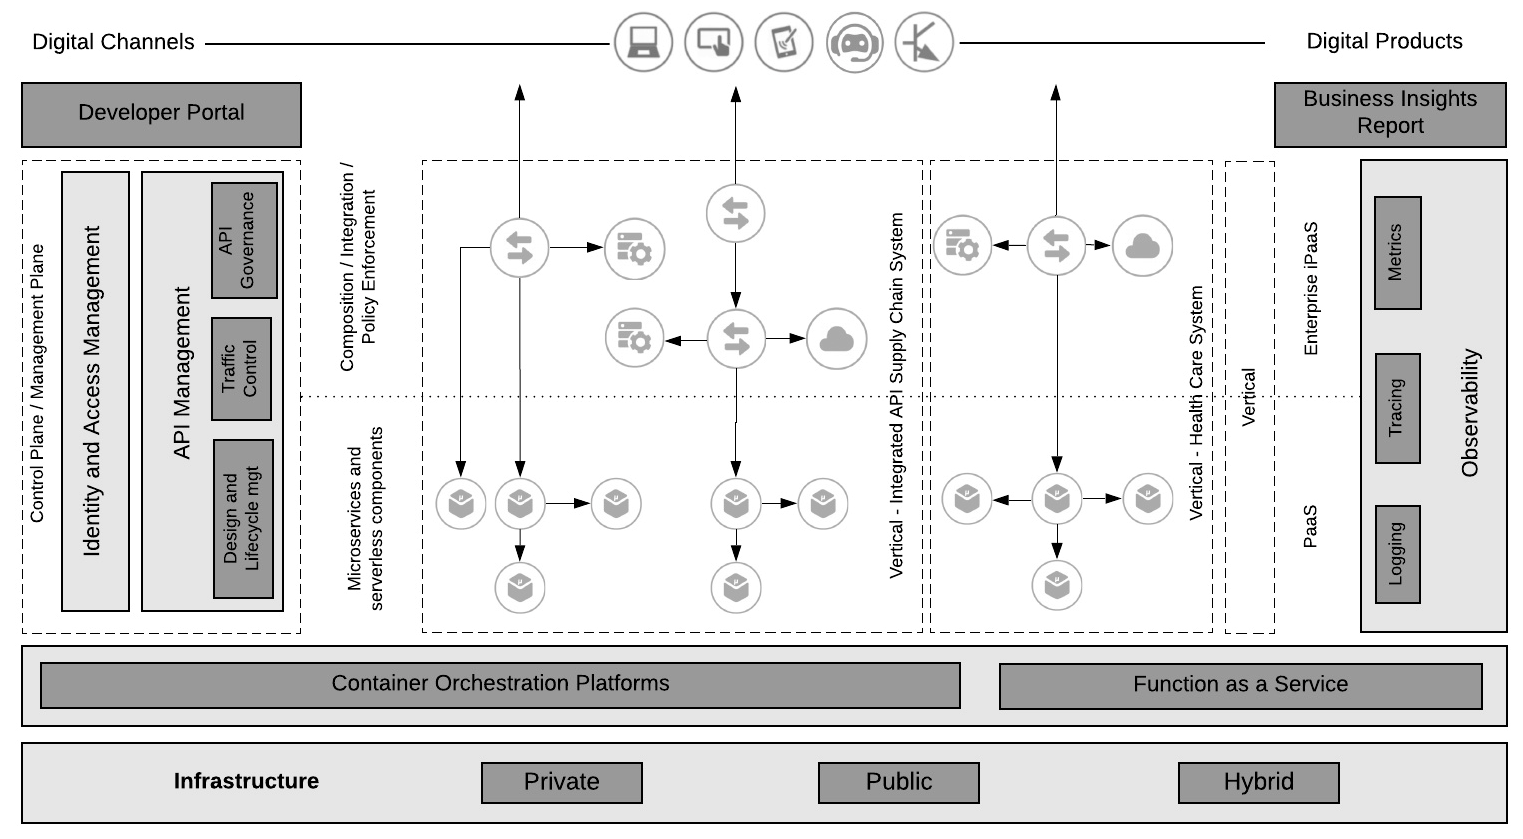 Digital Channels
Digital Products
Developer Portal
Business Insights
Report
Control Plane / Management Plane
Identity and Access Management
API Management
API
Governance
Traffic
Control
Design and
Lifecycle mgt
Composition / Integration /
Policy Enforcement
Microservices and
serverless components
Vertical - Integrated API Supply Chain System
Vertical - Health Care System
Vertical
Enterprise iPaaS
PaaS
Metrics
Tracing
Logging
Observability
Container Orchestration Platforms
Function as a Service
Infrastructure
Private
Public
Hybrid